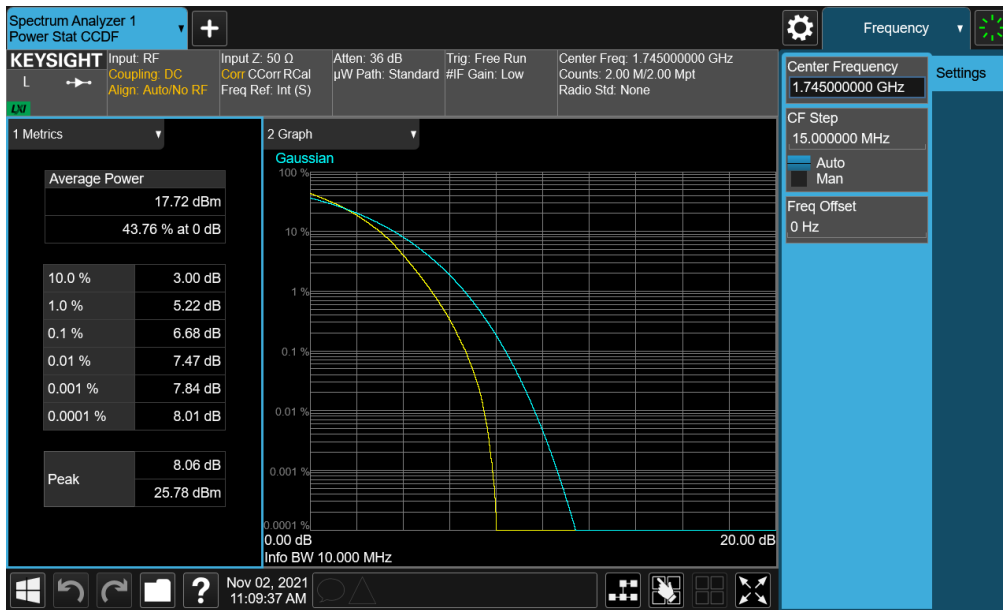 Spectrum Analyzer 1
Power Stat CCDF
+
Frequency
KEYSIGHT
L
LXI
Input: RF
Coupling: DC
Align: Auto/No RF
Input Z: 50 Ω
Corr CCorr RCal
Freq Ref: Int (S)
Atten: 36 dB
µW Path: Standard
Trig: Free Run
#IF Gain: Low
Center Freq: 1.745000000 GHz
Counts: 2.00 M/2.00 Mpt
Radio Std: None
Center Frequency
1.745000000 GHz
Settings
CF Step
15.000000 MHz
Auto
Man
Freq Offset
0 Hz
1 Metrics
Average Power
17.72 dBm
43.76 % at 0 dB
10.0 % 3.00 dB
1.0 % 5.22 dB
0.1 % 6.68 dB
0.01 % 7.47 dB
0.001 % 7.84 dB
0.0001 % 8.01 dB
Peak
8.06 dB
25.78 dBm
2 Graph
Gaussian
100 %
10 %
1 %
0.1 %
0.01 %
0.001 %
0.0001 %
0.00 dB
20.00 dB
Info BW 10.000 MHz
?
Nov 02, 2021
11:09:37 AM